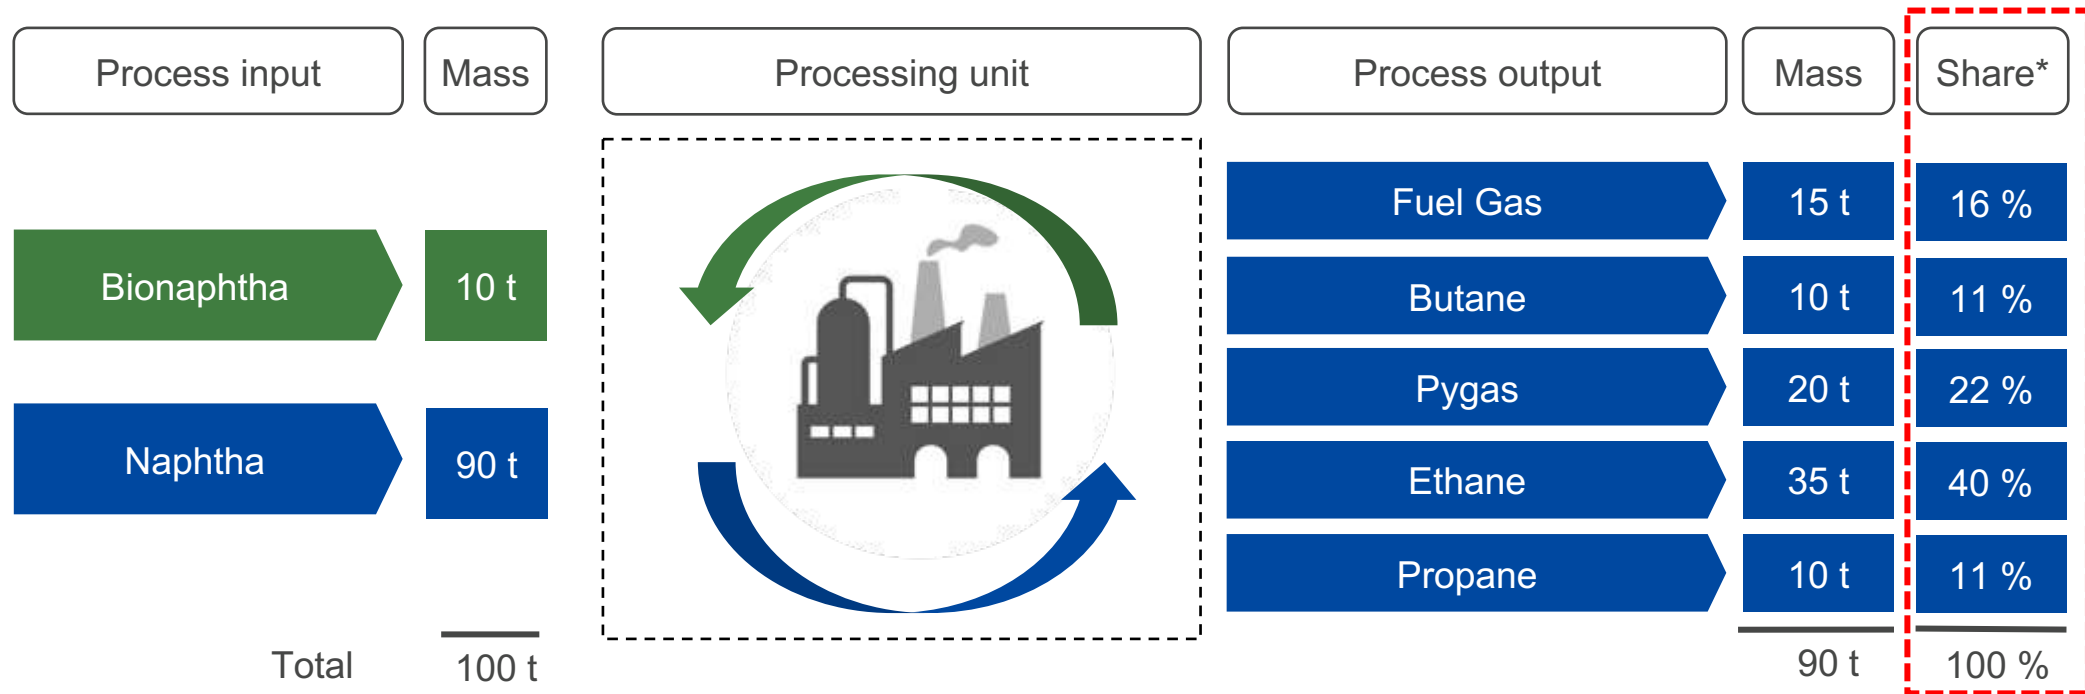 Process input Mass Processing unit Process output Mass Share*
Fuel Gas 15 t 16 %
Bionaphtha 10 t
Butane 10 t 11 %
Pygas 20 t 22 %
Naphtha 90 t
Ethane 35 t 40 %
Propane 10 t 11 %
Total 100 t 90 t 100 %